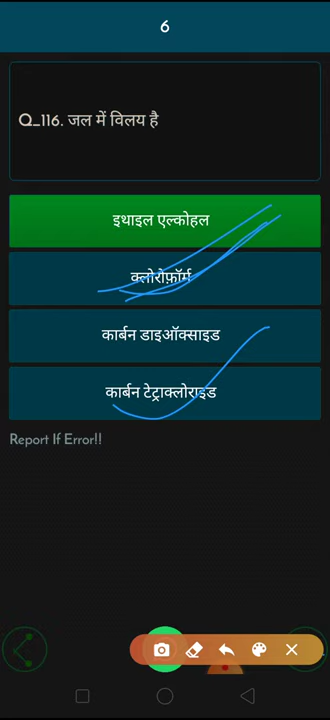 6
Q_116. जल में विलय है
इथाइल एल्कोहल
क्लोरोफ़ॉर्म
कार्बन डाइऑक्साइड
कार्बन टेट्राक्लोराइड
Report If Error!!